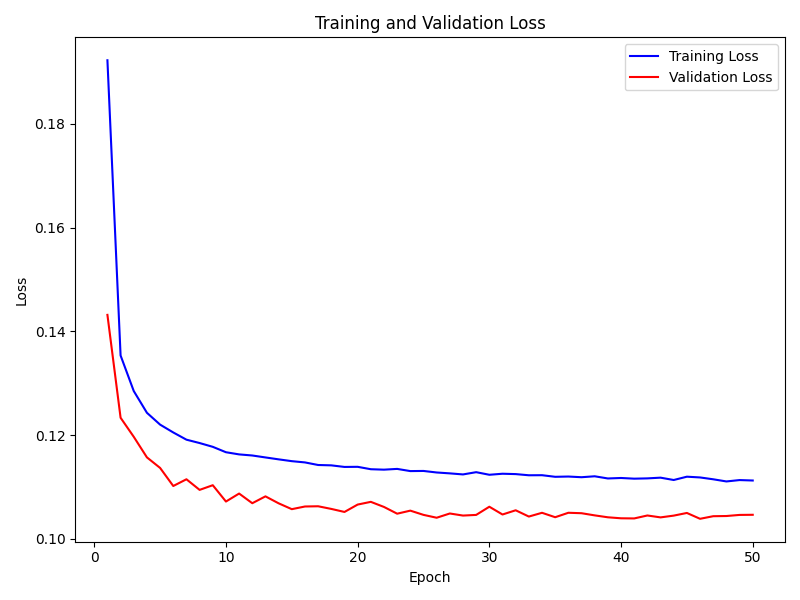 Training and Validation Loss
Training Loss
Validation Loss
Loss
0.18
0.16
0.14
0.12
0.10
0
10
20
30
40
50
Epoch